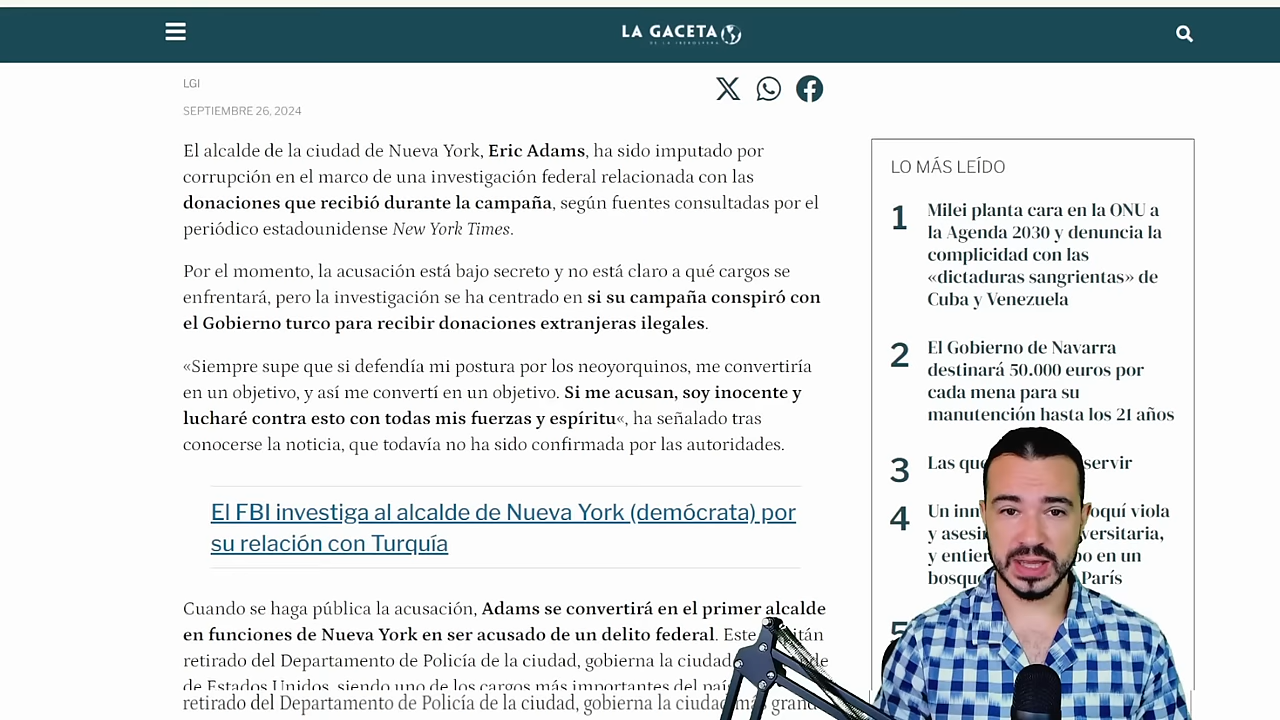 LA GACETA
DE LA IBEROSFERA
LGI
SEPTIEMBRE 26, 2024
El alcalde de la ciudad de Nueva York, Eric Adams, ha sido imputado por
corrupción en el marco de una investigación federal relacionada con las
donaciones que recibió durante la campaña, según fuentes consultadas por el
periódico estadounidense New York Times.
Por el momento, la acusación está bajo secreto y no está claro a qué cargos se
enfrentará, pero la investigación se ha centrado en si su campaña conspiró con
el Gobierno turco para recibir donaciones extranjeras ilegales.
«Siempre supe que si defendía mi postura por los neoyorquinos, me convertiría
en un objetivo, y así me convertí en un objetivo. Si me acusan, soy inocente y
lucharé contra esto con todas mis fuerzas y espíritu«, ha señalado tras
conocerse la noticia, que todavía no ha sido confirmada por las autoridades.
El FBI investiga al alcalde de Nueva York (demócrata) por
su relación con Turquía
Cuando se haga pública la acusación, Adams se convertirá en el primer alcalde
en funciones de Nueva York en ser acusado de un delito federal. Este
retirado del Departamento de Policía de la ciudad, gobierna la ciudad
de Estados Unidos, siendo uno de los cargos más importantes del
retirado del Departamento de Policía de la ciudad, gobierna la ciudad
LO MÁS LEÍDO
1 Milei planta cara en la ONU a
la Agenda 2030 y denuncia la
complicidad con las
«dictaduras sangrientas» de
Cuba y Venezuela
2 El Gobierno de Navarra
destinará 50.000 euros por
cada mena para su
manutención hasta los 21 años
3 Las servir
4 Un viola
y
y en un
París
5